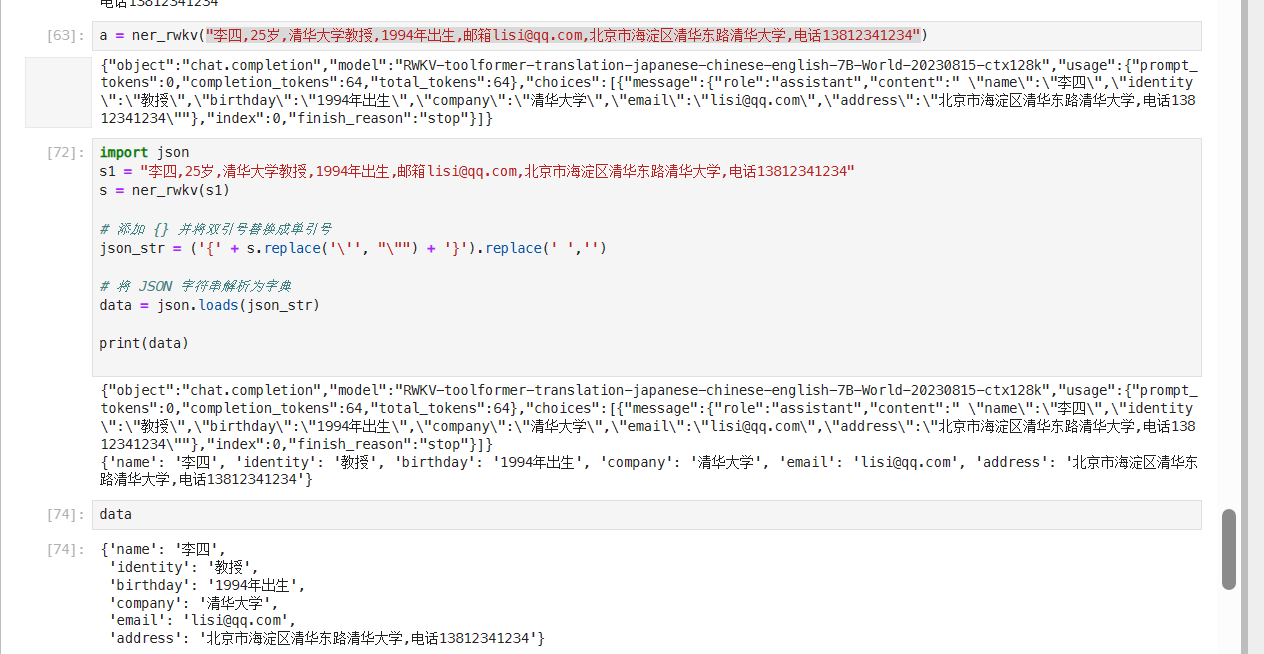 电话13812341234
[63]: a = ner_rwkv("李四,25岁,清华大学教授,1994年出生,邮箱lisi@qq.com,北京市海淀区清华东路清华大学,电话13812341234")
{"object":"chat.completion","model":"RWKV-toolformer-translation-japanese-chinese-english-7B-World-20230815-ctx128k","usage":{"prompt_
tokens":0,"completion_tokens":64,"total_tokens":64},"choices":[{"message":{"role":"assistant","content":" \"name\":\"李四\",\"identity
\":\"教授\",\"birthday\":\"1994年出生\",\"company\":\"清华大学\",\"email\":\"lisi@qq.com\",\"address\":\"北京市海淀区清华东路清华大学,电话138
12341234\""},"index":0,"finish_reason":"stop"}]}
[72]: import json
s1 = "李四,25岁,清华大学教授,1994年出生,邮箱lisi@qq.com,北京市海淀区清华东路清华大学,电话13812341234"
s = ner_rwkv(s1)
# 添加 {} 并将双引号替换成单引号
json_str = ('{' + s.replace('\'', "\"") + '}').replace(' ','')
# 将 JSON 字符串解析为字典
data = json.loads(json_str)
print(data)
{"object":"chat.completion","model":"RWKV-toolformer-translation-japanese-chinese-english-7B-World-20230815-ctx128k","usage":{"prompt_
tokens":0,"completion_tokens":64,"total_tokens":64},"choices":[{"message":{"role":"assistant","content":" \"name\":\"李四\",\"identity
\":\"教授\",\"birthday\":\"1994年出生\",\"company\":\"清华大学\",\"email\":\"lisi@qq.com\",\"address\":\"北京市海淀区清华东路清华大学,电话138
12341234\""},"index":0,"finish_reason":"stop"}]}
{'name': '李四', 'identity': '教授', 'birthday': '1994年出生', 'company': '清华大学', 'email': 'lisi@qq.com', 'address': '北京市海淀区清华东
路清华大学,电话13812341234'}
[74]: data
[74]: {'name': '李四',
'identity': '教授',
'birthday': '1994年出生',
'company': '清华大学',
'email': 'lisi@qq.com',
'address': '北京市海淀区清华东路清华大学,电话13812341234'}